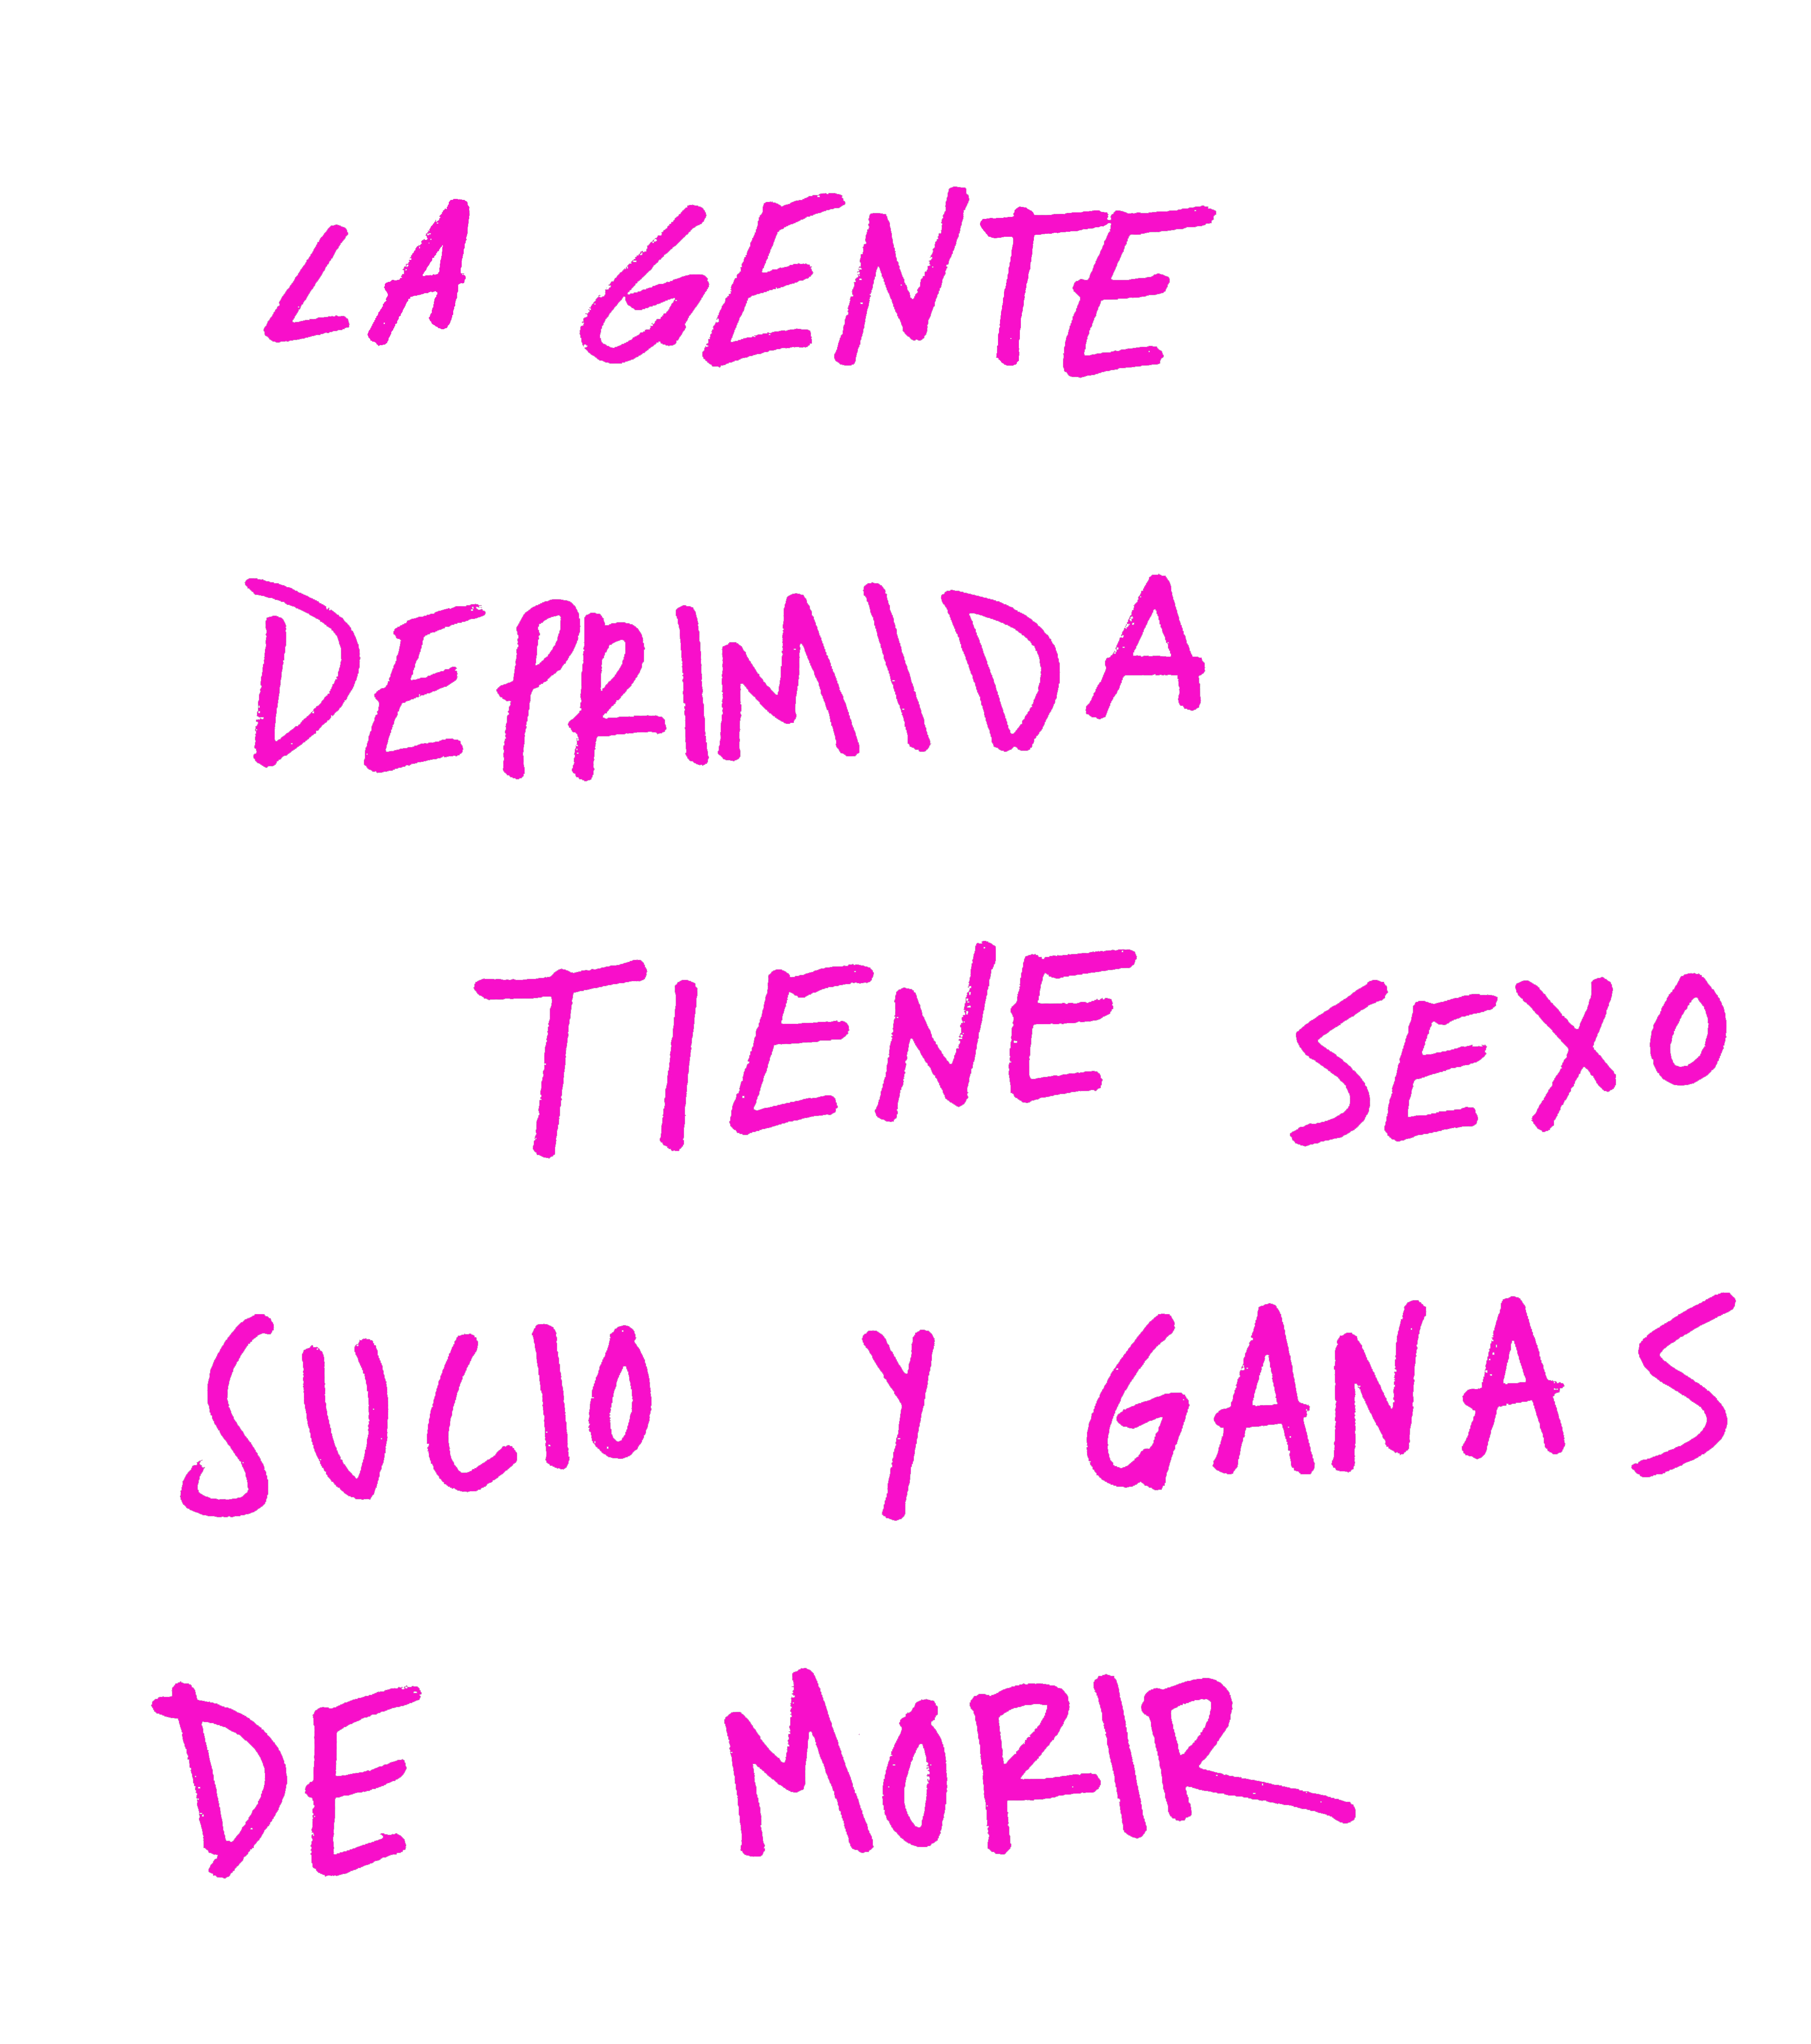 LA GENTE
DEPRIMIDA
TIENE SEXO
SUCIO Y GANAS
DE MORIR